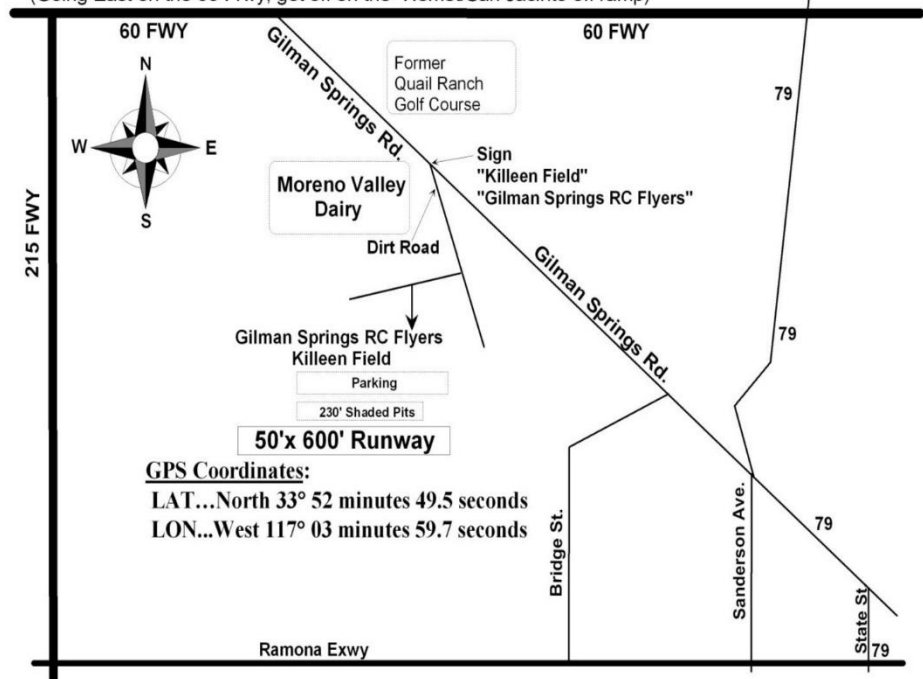 60 FWY
60 FWY
N
W
E
S
215 FWY
Gilman Springs Rd.
Former
Quail Ranch
Golf Course
79
Sign
"Killeen Field"
"Gilman Springs RC Flyers"
Moreno Valley
Dairy
Dirt Road
Gilman Springs Rd.
79
Gilman Springs RC Flyers
Killeen Field
Parking
230' Shaded Pits
50'x 600' Runway
GPS Coordinates:
LAT...North 33° 52 minutes 49.5 seconds
LON...West 117° 03 minutes 59.7 seconds
Bridge St.
Sanderson Ave.
79
State St
79
Ramona Exwy